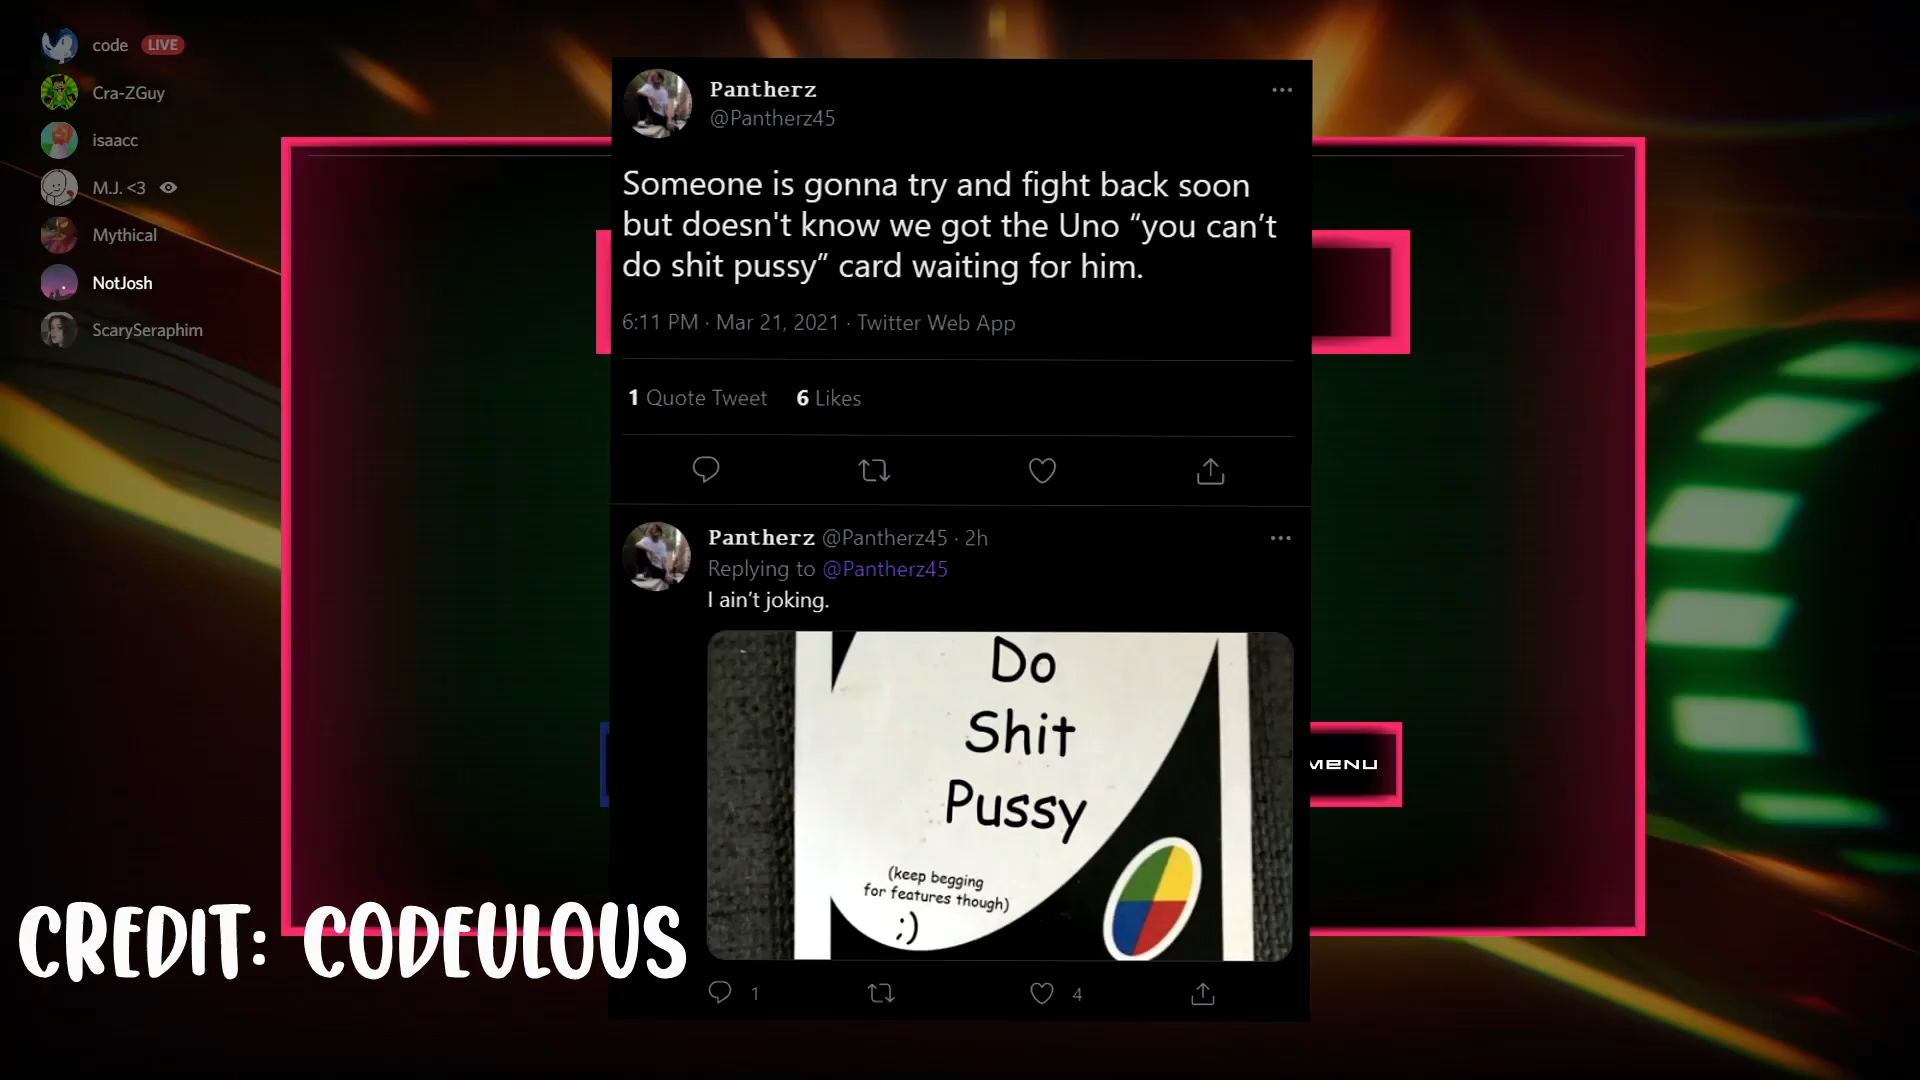 code LIVE
Cra-ZGuy
isaacc
M.J. <3
Mythical
NotJosh
ScarySeraphim
Pantherz
@Pantherz45
Someone is gonna try and fight back soon
but doesn't know we got the Uno “you can’t
do shit pussy” card waiting for him.
6:11 PM · Mar 21, 2021 · Twitter Web App
1 Quote Tweet 6 Likes
Pantherz @Pantherz45 · 2h
Replying to @Pantherz45
I ain’t joking.
Do
Shit
Pussy
(keep begging
for features though)
;)
1 4
MENU
CREDIT: CODEULOUS